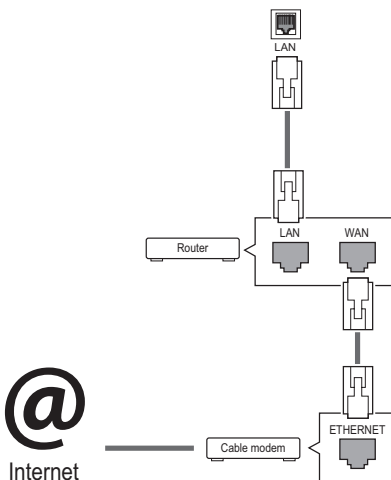 LAN
LAN WAN
Router
ETHERNET
@
Cable modem
Internet